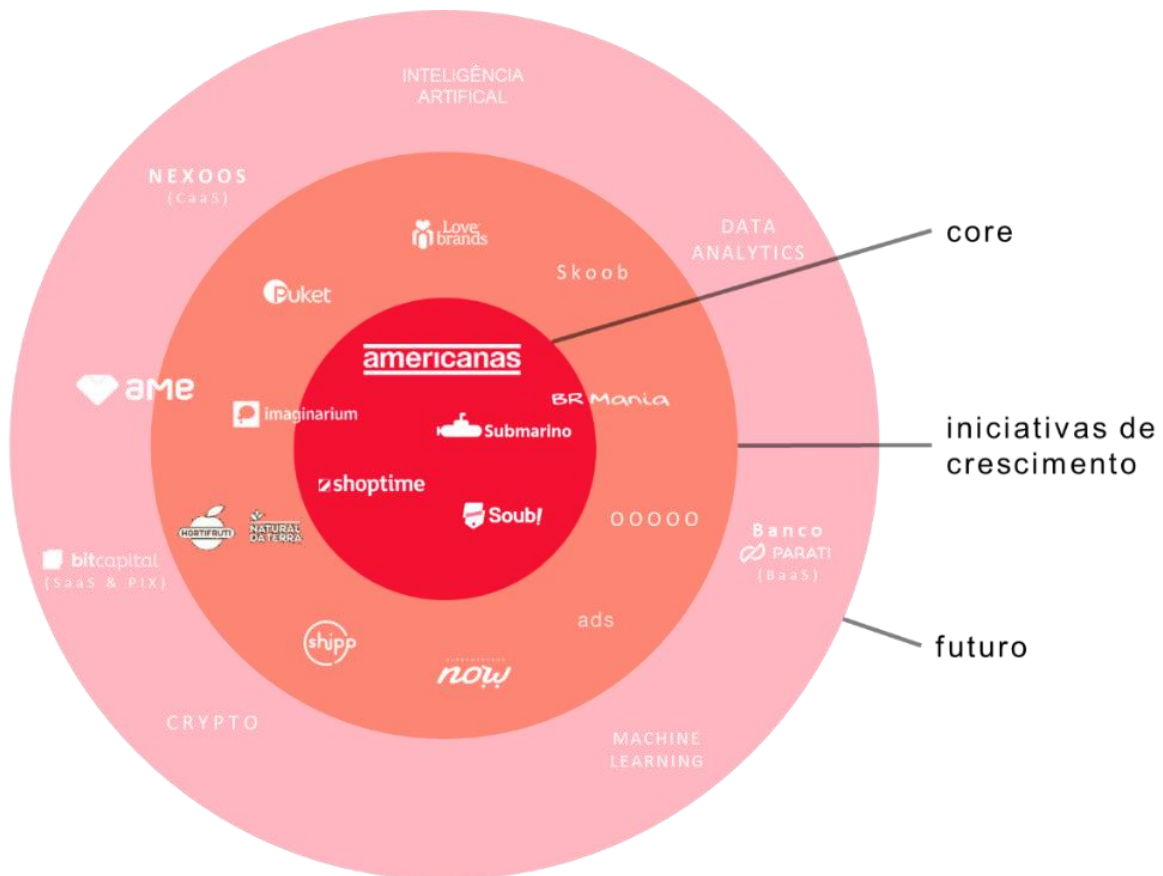 INTELIGÊNCIA
ARTIFICAL
NEXOOS
(CaaS)
Love
brands
DATA
ANALYTICS
core
Skoob
Puket
americanas
ame
imaginarium
BR Mania
Submarino
iniciativas de
crescimento
shoptime
Soub!
OOOOO
HORTIFRUTI
NATURAL
DA TERRA
Banco
PARATI
(BaaS)
bitcapital
(SaaS & PIX)
ads
shipp
futuro
now
CRYPTO
MACHINE
LEARNING